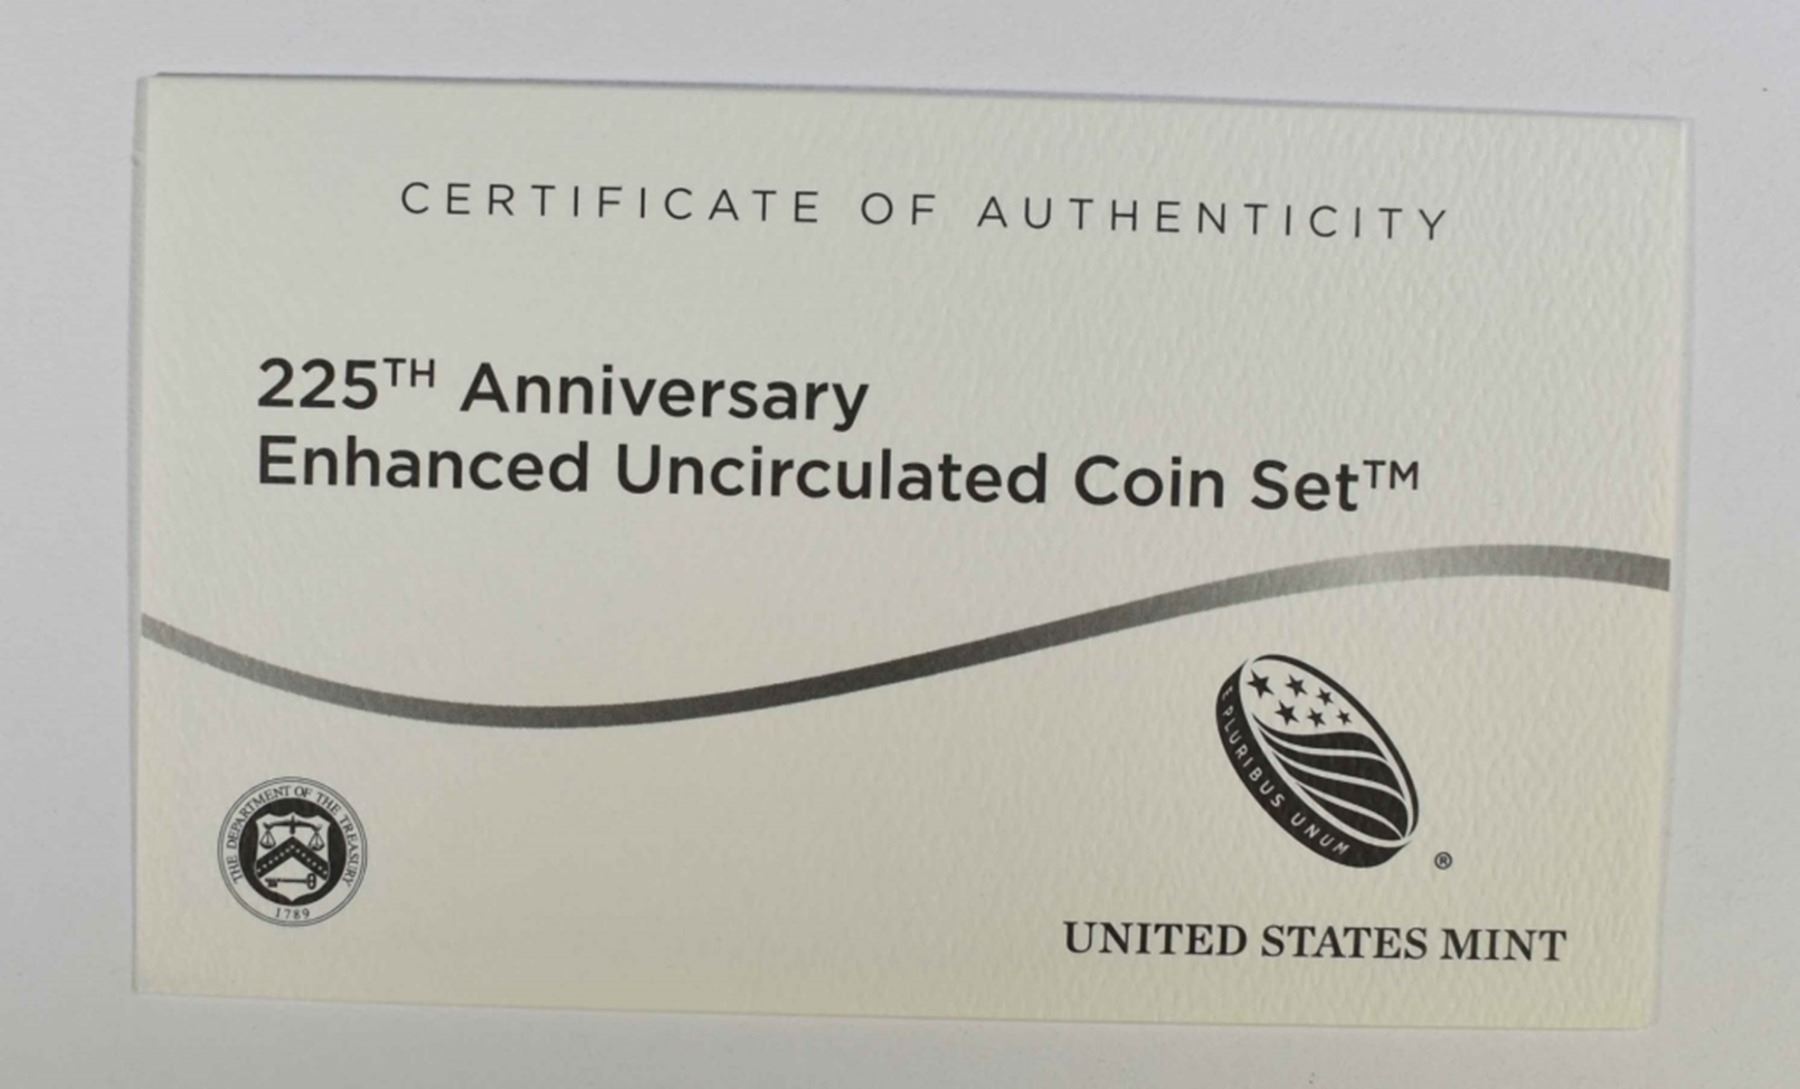 CERTIFICATE OF AUTHENTICITY
225TH Anniversary
Enhanced Uncirculated Coin Set™
E PLURIBUS UNUM
®
THE DEPARTMENT OF THE TREASURY
1789
UNITED STATES MINT